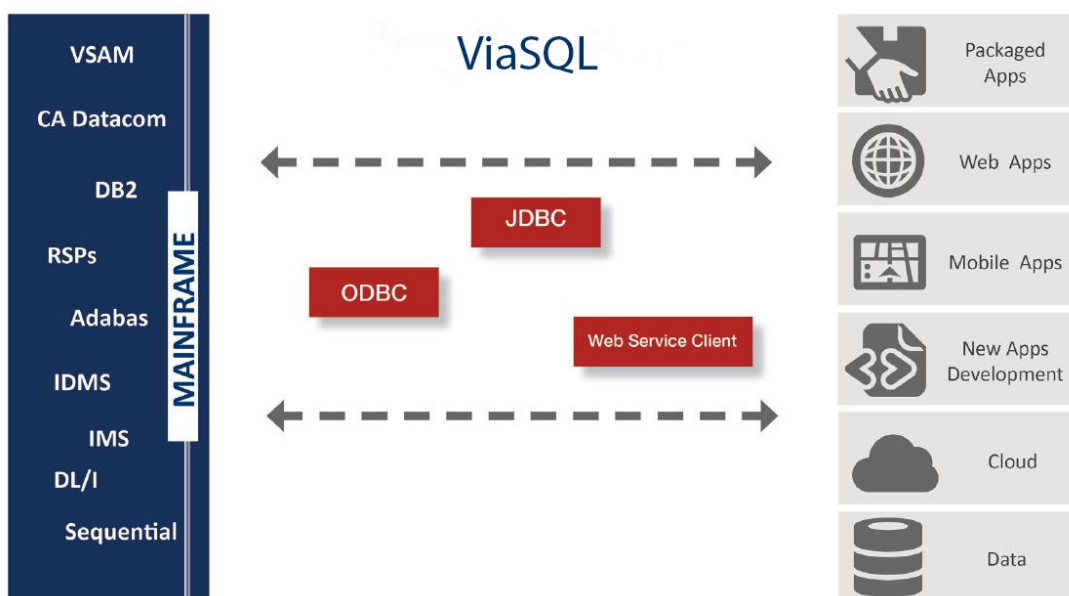 VSAM
CA Datacom
DB2
RSPs
Adabas
IDMS
IMS
DL/I
Sequential
MAINFRAME
ViaSQL
JDBC
ODBC
Web Service Client
Packaged
Apps
Web Apps
Mobile Apps
New Apps
Development
Cloud
Data